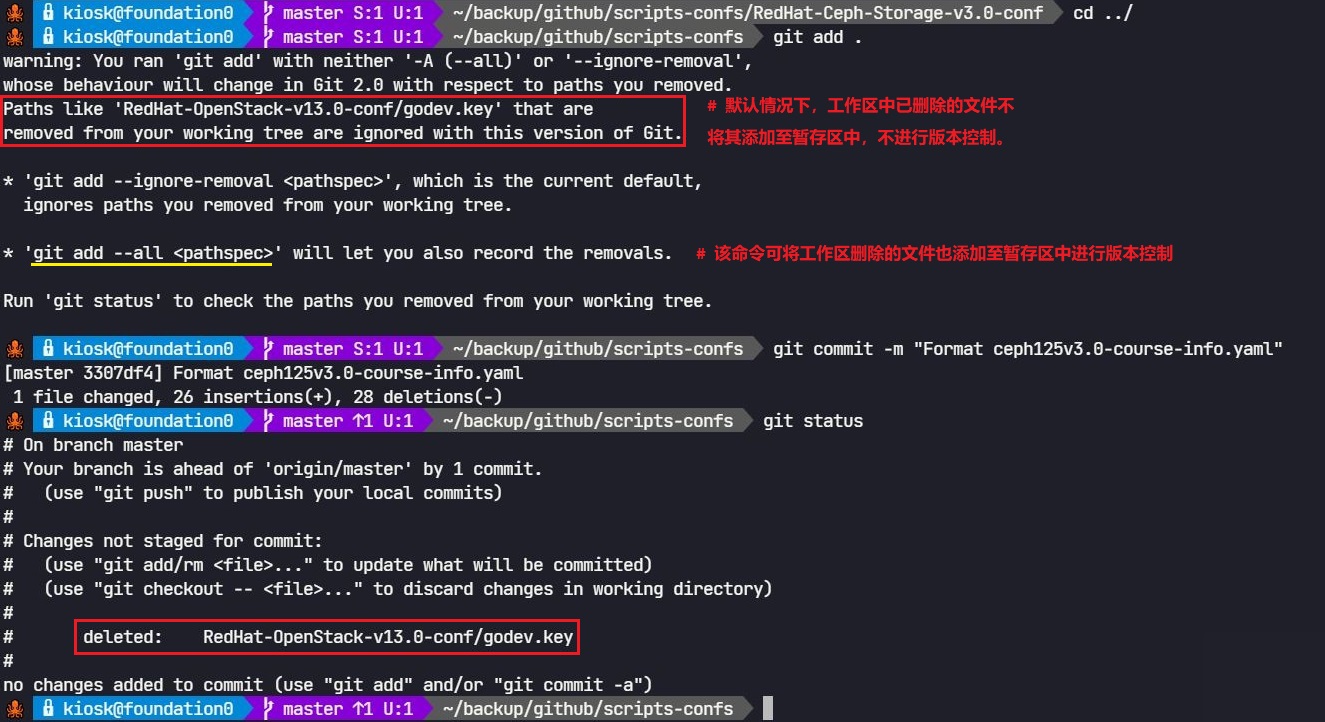 kiosk@foundation0 master S:1 U:1 ~/backup/github/scripts-confs/RedHat-Ceph-Storage-v3.0-conf cd ../
kiosk@foundation0 master S:1 U:1 ~/backup/github/scripts-confs git add .
warning: You ran 'git add' with neither '-A (--all)' or '--ignore-removal',
whose behaviour will change in Git 2.0 with respect to paths you removed.
Paths like 'RedHat-OpenStack-v13.0-conf/godev.key' that are # 默认情况下，工作区中已删除的文件不
removed from your working tree are ignored with this version of Git. 将其添加至暂存区中，不进行版本控制。
* 'git add --ignore-removal <pathspec>', which is the current default,
ignores paths you removed from your working tree.
* 'git add --all <pathspec>' will let you also record the removals. # 该命令可将工作区删除的文件也添加至暂存区中进行版本控制
Run 'git status' to check the paths you removed from your working tree.
kiosk@foundation0 master S:1 U:1 ~/backup/github/scripts-confs git commit -m "Format ceph125v3.0-course-info.yaml"
[master 3307df4] Format ceph125v3.0-course-info.yaml
1 file changed, 26 insertions(+), 28 deletions(-)
kiosk@foundation0 master ↑1 U:1 ~/backup/github/scripts-confs git status
# On branch master
# Your branch is ahead of 'origin/master' by 1 commit.
#   (use "git push" to publish your local commits)
#
# Changes not staged for commit:
#   (use "git add/rm <file>..." to update what will be committed)
#   (use "git checkout -- <file>..." to discard changes in working directory)
#
#       deleted:    RedHat-OpenStack-v13.0-conf/godev.key
#
no changes added to commit (use "git add" and/or "git commit -a")
kiosk@foundation0 master ↑1 U:1 ~/backup/github/scripts-confs